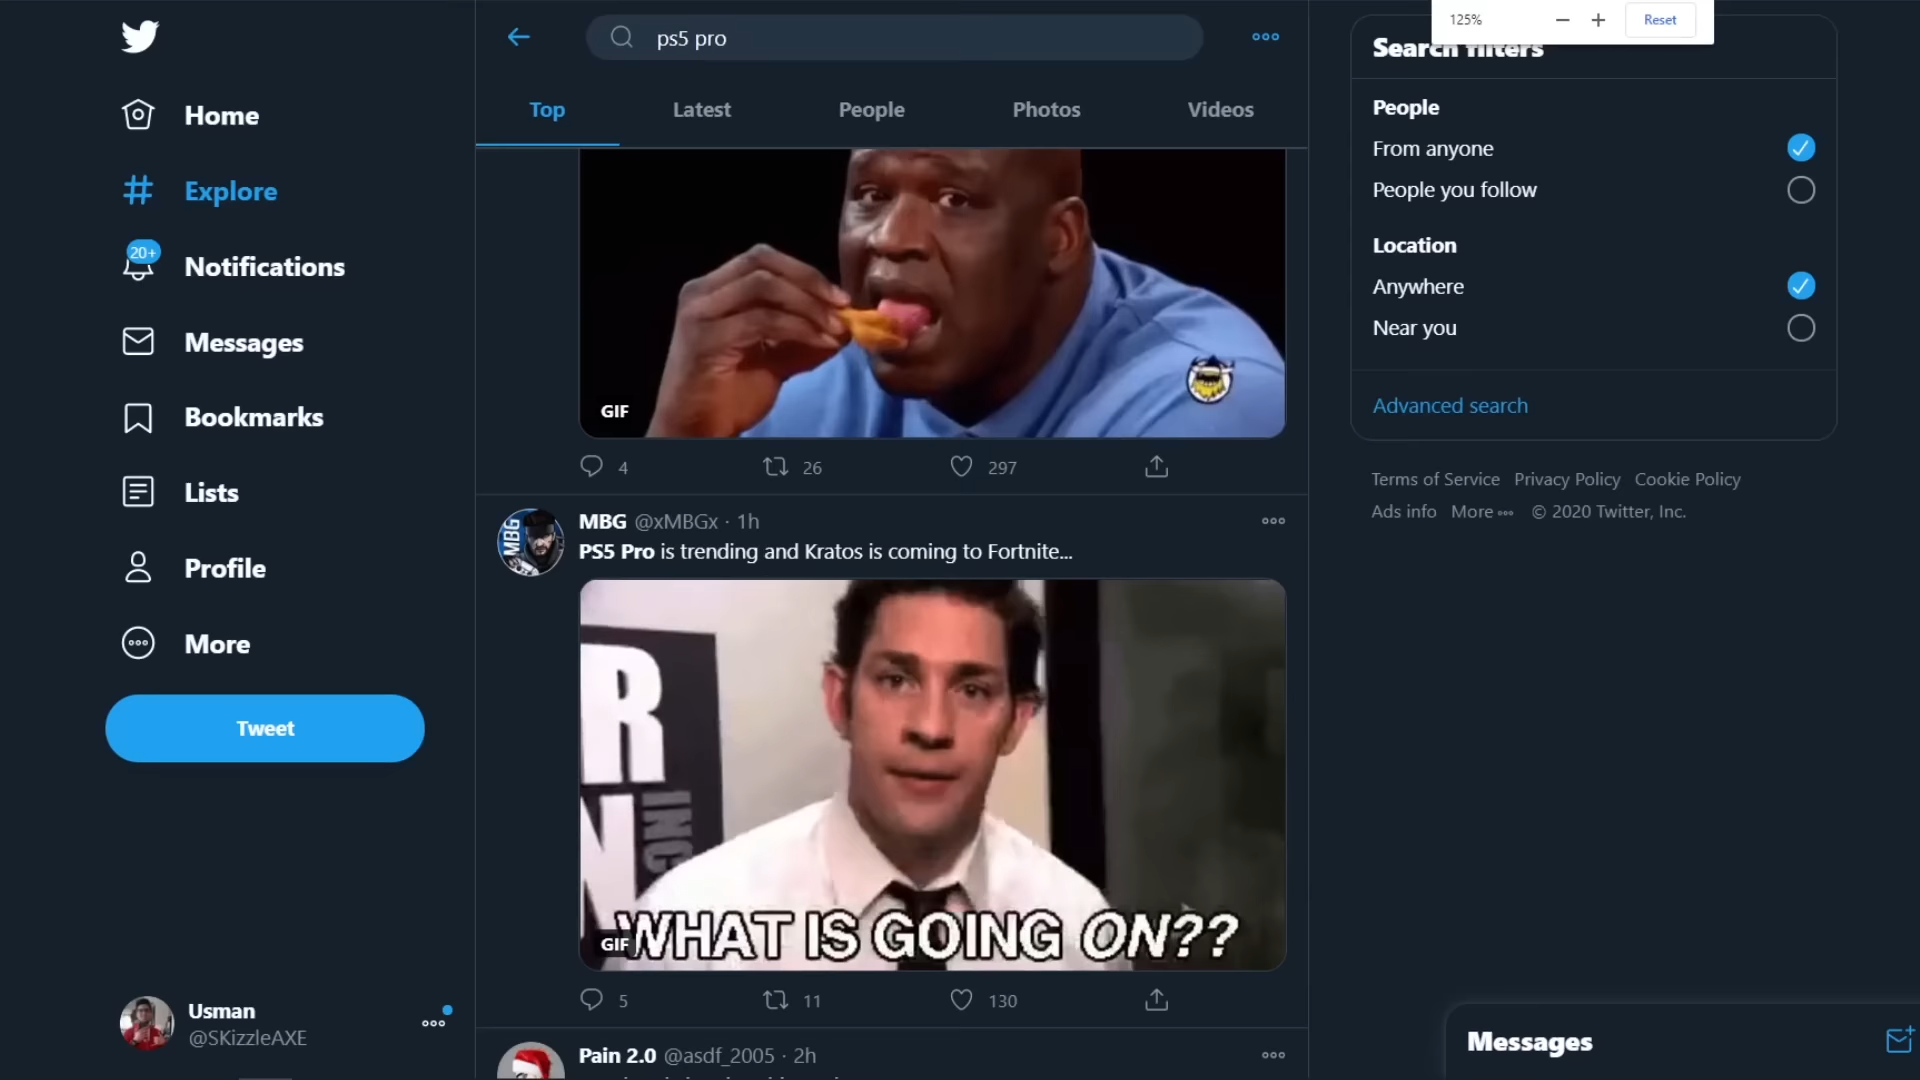 125%
Reset
ps5 pro
Top
Latest
People
Photos
Videos
Home
Explore
20+
Notifications
Messages
Bookmarks
Lists
Profile
More
Tweet
Usman
@SKizzleAXE
GIF
4
26
297
MBG @xMBGx · 1h
MBG
PS5 Pro is trending and Kratos is coming to Fortnite...
R
N
INC
WHAT IS GOING ON??
GIF
5
11
130
Pain 2.0 @asdf_2005 · 2h
Search filters
People
From anyone
People you follow
Location
Anywhere
Near you
Advanced search
Terms of Service Privacy Policy Cookie Policy
Ads info More © 2020 Twitter, Inc.
Messages